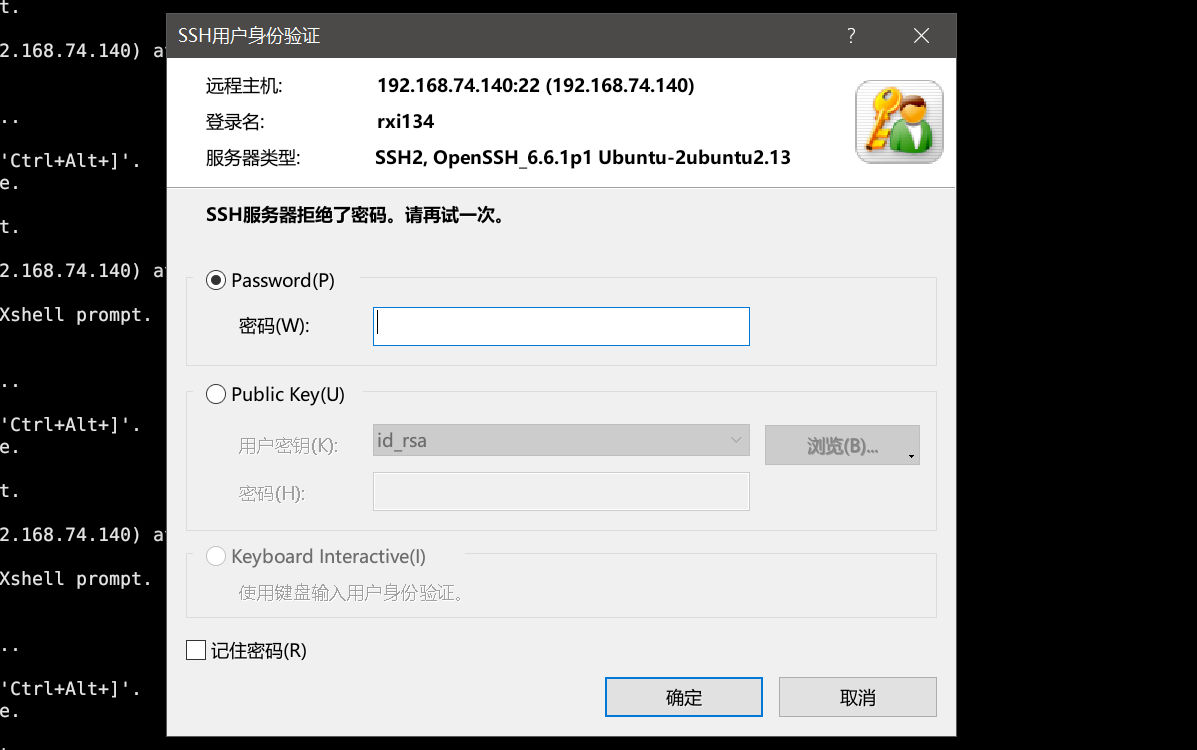 t.
SSH用户身份验证
?
2.168.74.140) a
远程主机:
192.168.74.140:22 (192.168.74.140)
..
登录名:
rxi134
'Ctrl+Alt+]'.
服务器类型:
SSH2, OpenSSH_6.6.1p1 Ubuntu-2ubuntu2.13
e.
SSH服务器拒绝了密码。请再试一次。
t.
2.168.74.140) a
Password(P)
Xshell prompt.
密码(W):
..
Public Key(U)
'Ctrl+Alt+]'.
e.
用户密钥(K):
id_rsa
浏览(B)...
t.
密码(H):
2.168.74.140) a
Keyboard Interactive(I)
Xshell prompt.
使用键盘输入用户身份验证。
..
记住密码(R)
'Ctrl+Alt+]'.
确定
取消
e.